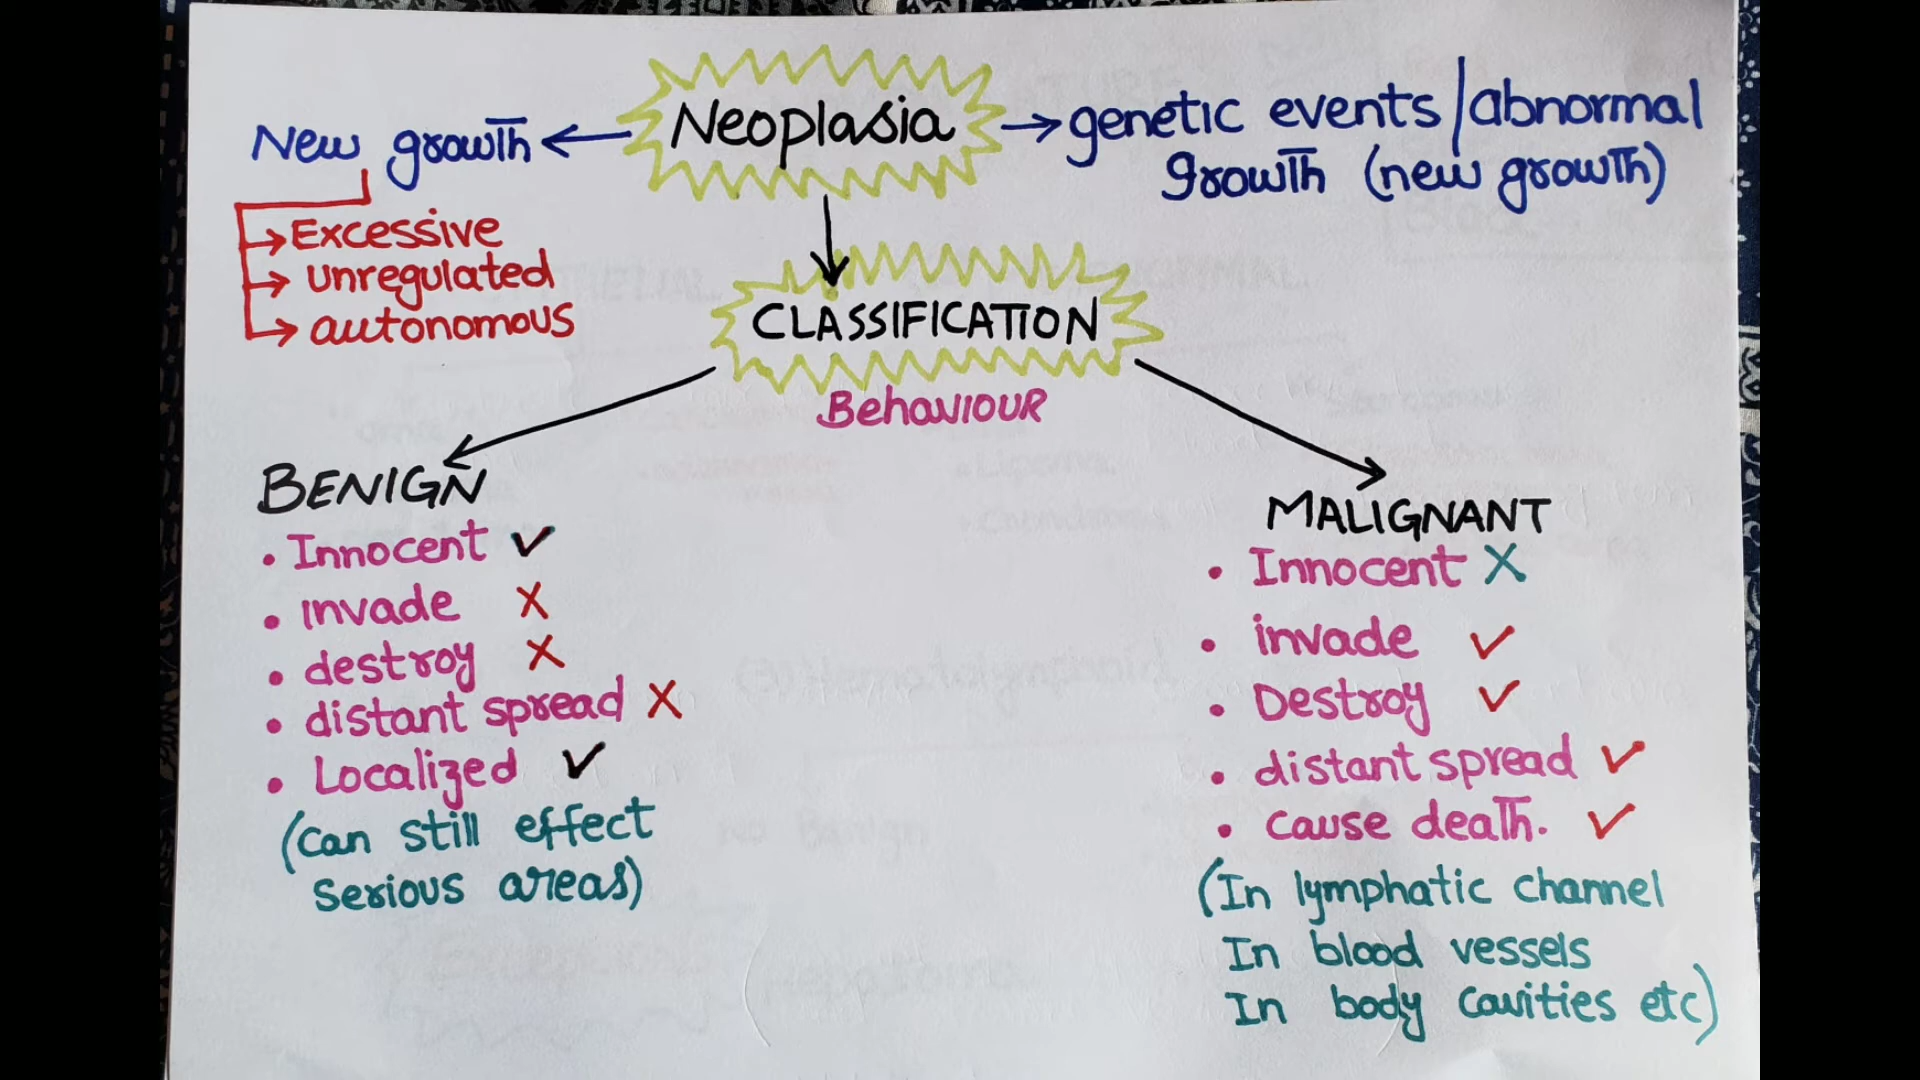 Neoplasia
New growth
genetic events/abnormal
growth (new growth)
Excessive
unregulated
autonomous
CLASSIFICATION
Behaviour
BENIGN
• Innocent ✓
• invade X
• destroy X
• distant spread X
• Localized ✓
(can still effect
serious areas)
MALIGNANT
• Innocent X
• invade ✓
• Destroy ✓
• distant spread ✓
• cause death. ✓
(In lymphatic channel
In blood vessels
In body cavities etc)